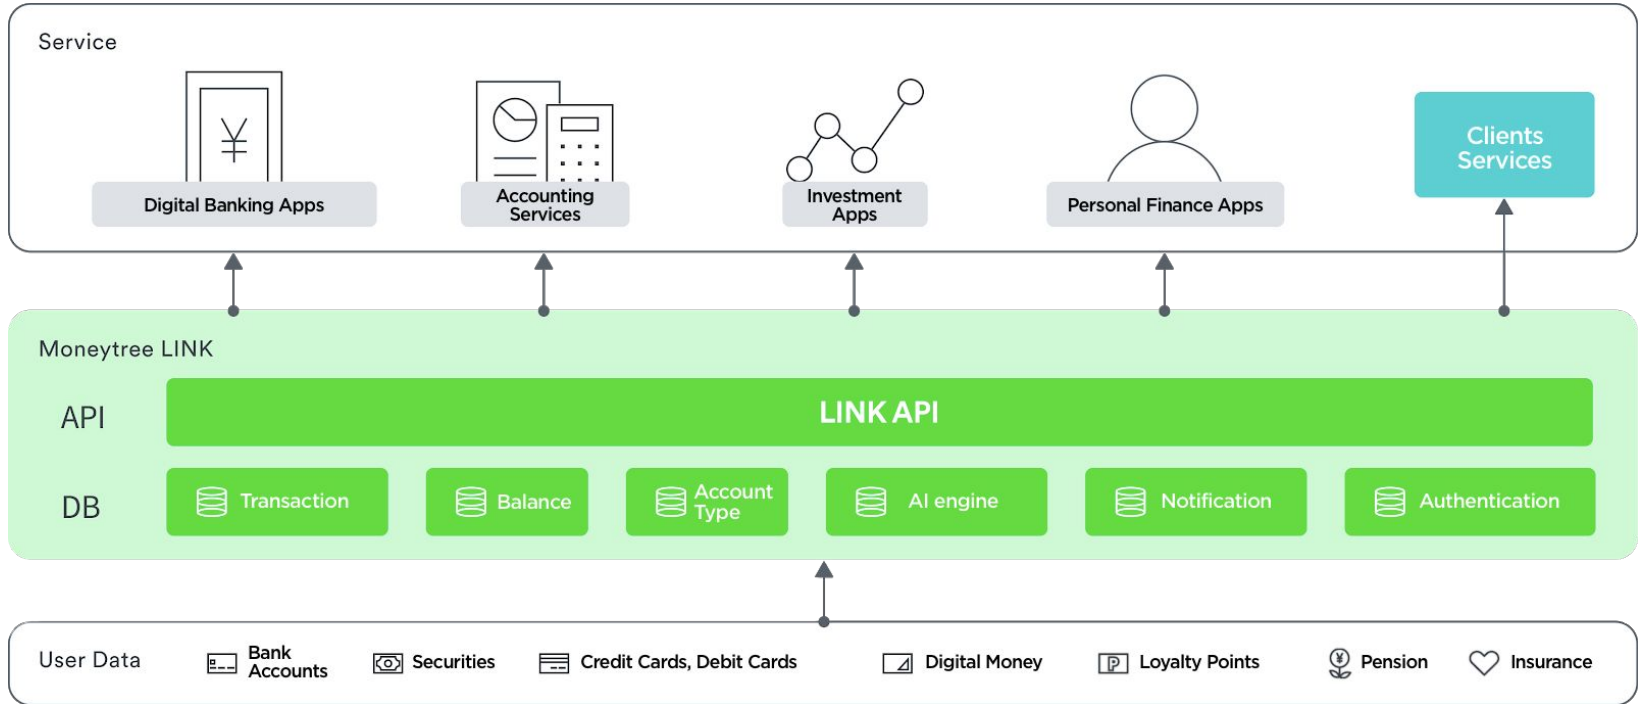 Service
¥
Digital Banking Apps
Accounting
Services
Investment
Apps
Personal Finance Apps
Clients
Services
Moneytree LINK
API
LINK API
DB
Transaction
Balance
Account
Type
AI engine
Notification
Authentication
User Data
Bank
Accounts
Securities
Credit Cards, Debit Cards
Digital Money
P
Loyalty Points
¥
Pension
Insurance